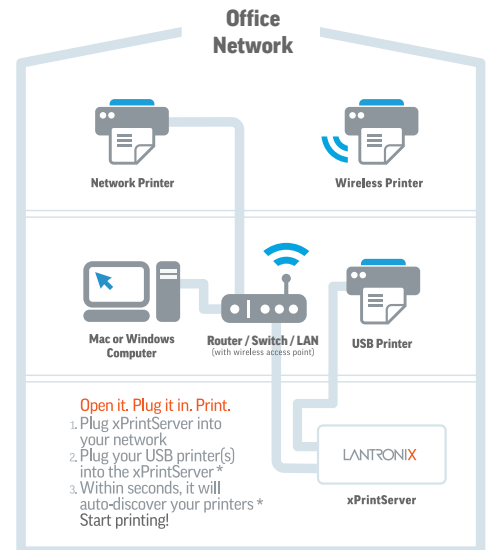 Office
Network
Network Printer
Wireless Printer
Mac or Windows
Computer
Router / Switch / LAN
(with wireless access point)
USB Printer
Open it. Plug it in. Print.
1. Plug xPrintServer into
your network
2. Plug your USB printer(s)
into the xPrintServer *
3. Within seconds, it will
auto-discover your printers *
Start printing!
LANTRONIX
xPrintServer